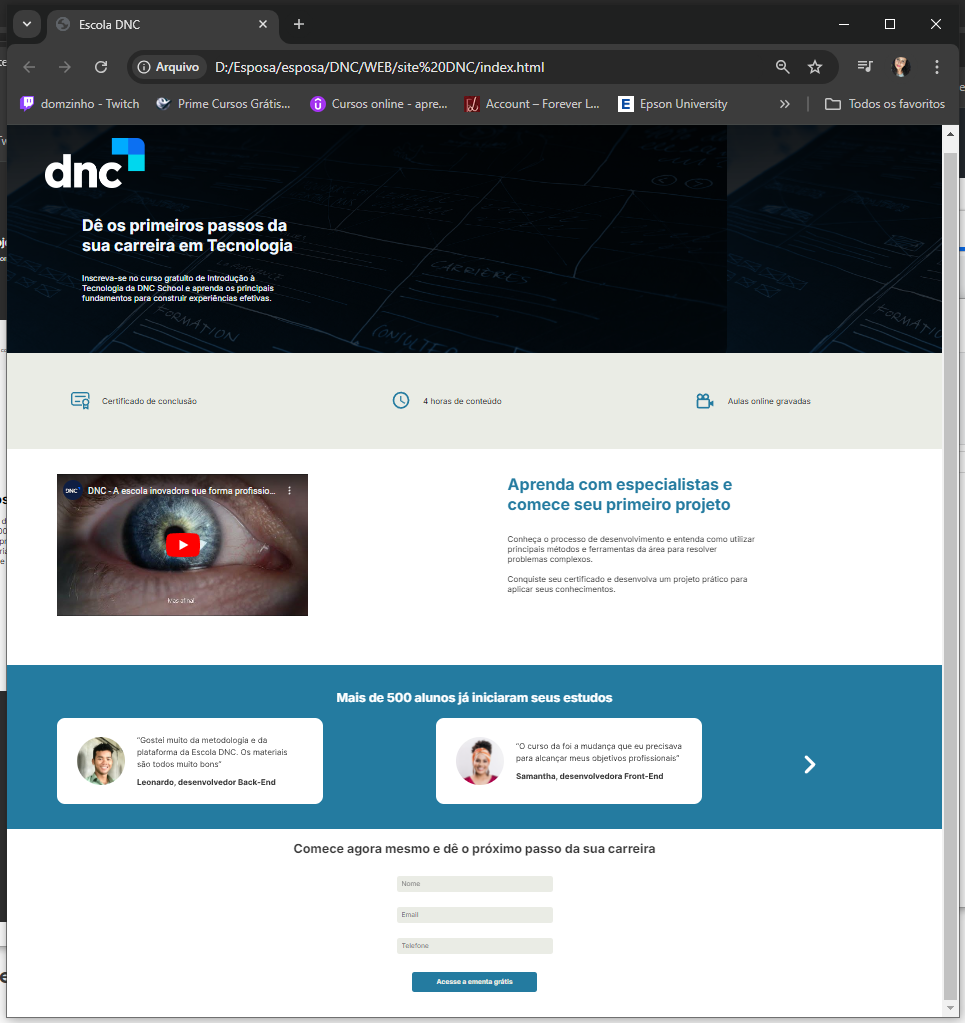 Escola DNC
Arquivo
D:/Esposa/esposa/DNC/WEB/site%20DNC/index.html
domzinho - Twitch
Prime Cursos Grátis...
Cursos online - apre...
Account – Forever L...
Epson University
Todos os favoritos
dnc
Dê os primeiros passos da
sua carreira em Tecnologia
Inscreva-se no curso gratuito de Introdução à
Tecnologia da DNC School e aprenda os principais
fundamentos para construir experiências efetivas.
CARRIÈRES
FORMATION
CONSULTE
FORMATION
Certificado de conclusão
4 horas de conteúdo
Aulas online gravadas
DNC
DNC - A escola inovadora que forma profissio...
Mas afinal
Aprenda com especialistas e
comece seu primeiro projeto
Conheça o processo de desenvolvimento e entenda como utilizar
principais métodos e ferramentas da área para resolver
problemas complexos.
Conquiste seu certificado e desenvolva um projeto prático para
aplicar seus conhecimentos.
Mais de 500 alunos já iniciaram seus estudos
“Gostei muito da metodologia e da
plataforma da Escola DNC. Os materiais
são todos muito bons”
Leonardo, desenvolvedor Back-End
“O curso da foi a mudança que eu precisava
para alcançar meus objetivos profissionais”
Samantha, desenvolvedora Front-End
Comece agora mesmo e dê o próximo passo da sua carreira
Nome
Email
Telefone
Acesse a ementa grátis